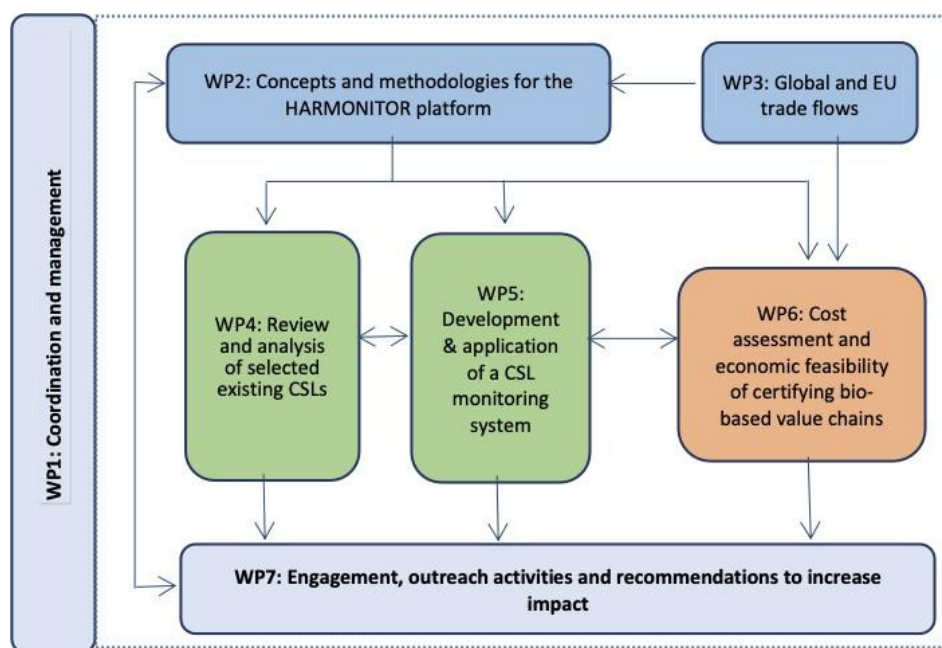 WP1: Coordination and management
WP2: Concepts and methodologies for the
HARMONITOR platform
WP3: Global and EU
trade flows
WP4: Review
and analysis
of selected
existing CSLs
WP5:
Development
& application
of a CSL
monitoring
system
WP6: Cost
assessment and
economic feasibility
of certifying bio-
based value chains
WP7: Engagement, outreach activities and recommendations to increase
impact